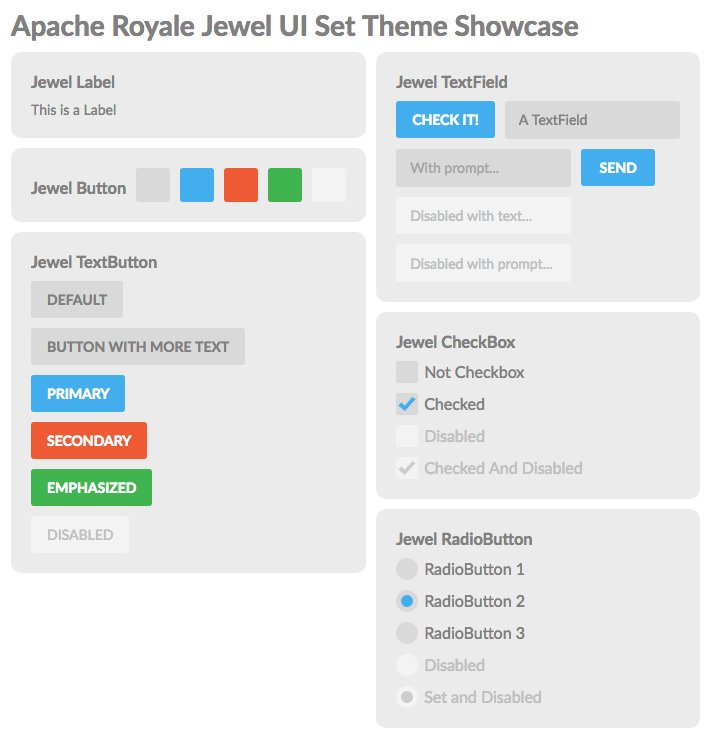 Apache Royale Jewel UI Set Theme Showcase
Jewel Label
This is a Label
Jewel Button
Jewel TextButton
DEFAULT
BUTTON WITH MORE TEXT
PRIMARY
SECONDARY
EMPHASIZED
DISABLED
Jewel TextField
CHECK IT! A TextField
With prompt... SEND
Disabled with text...
Disabled with prompt...
Jewel CheckBox
Not Checkbox
Checked
Disabled
Checked And Disabled
Jewel RadioButton
RadioButton 1
RadioButton 2
RadioButton 3
Disabled
Set and Disabled